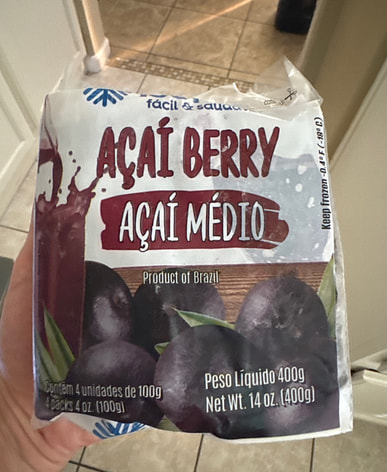 fácil &
AÇAÍ BERRY
AÇAÍ MÉDIO
Keep frozen -0.4°F (-18°C)
Product of Brazil
Contém 4 unidades de 100g
4 packs 4 oz. (100g)
Peso Líquido 400g
Net Wt. 14 oz. (400g)